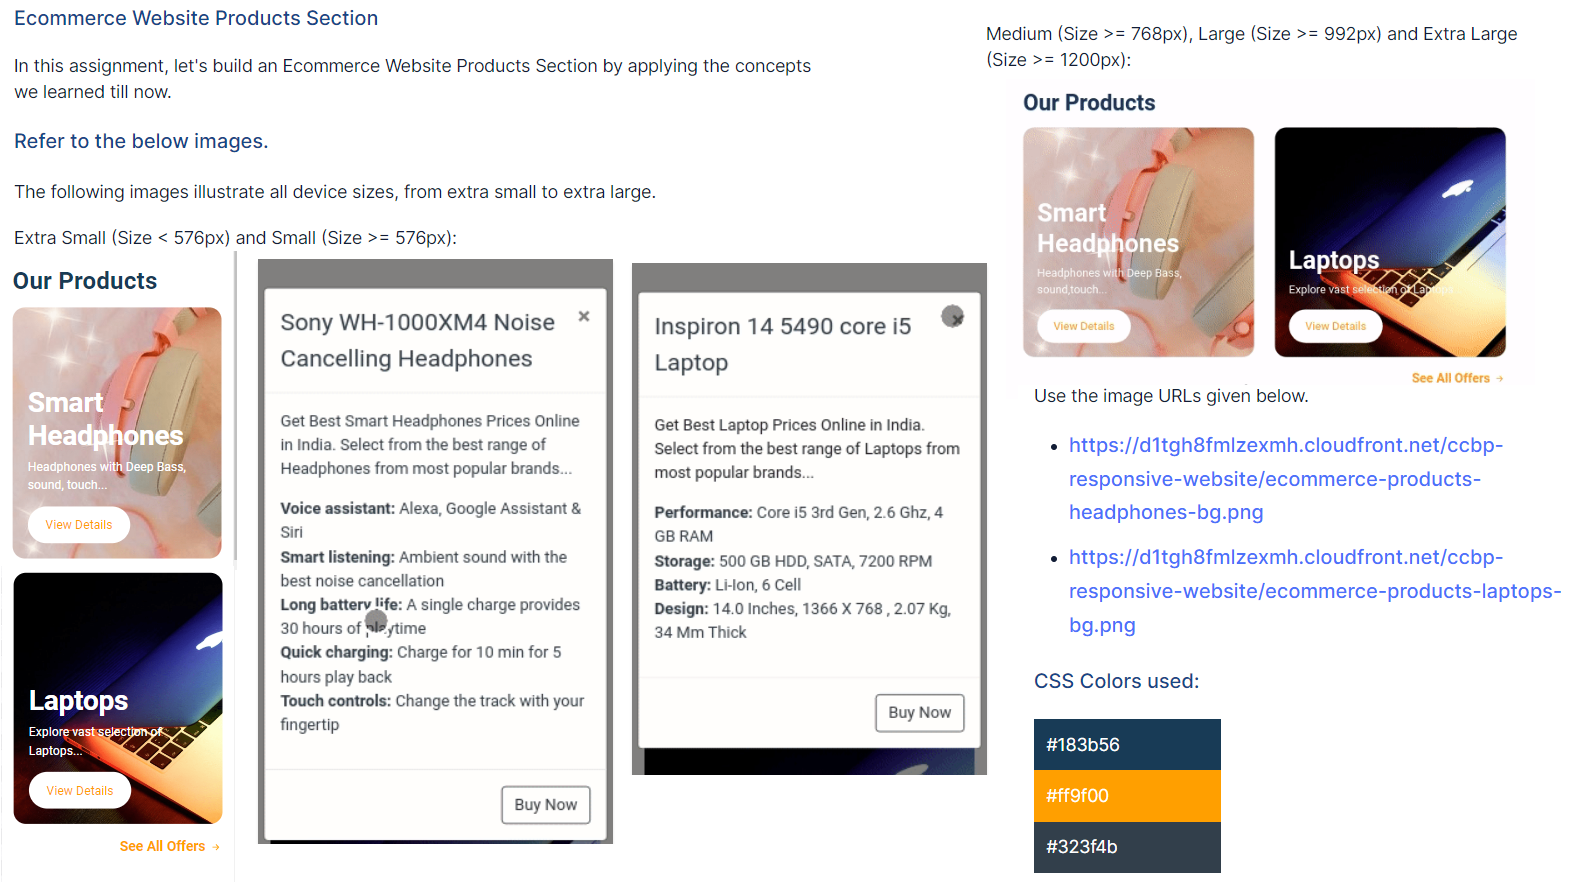 Ecommerce Website Products Section
In this assignment, let's build an Ecommerce Website Products Section by applying the concepts
we learned till now.
Refer to the below images.
The following images illustrate all device sizes, from extra small to extra large.
Extra Small (Size < 576px) and Small (Size >= 576px):
Our Products
Smart
Headphones
Headphones with Deep Bass,
sound, touch...
View Details
Laptops
Explore vast selection of
Laptops...
View Details
See All Offers →
Sony WH-1000XM4 Noise
Cancelling Headphones
×
Get Best Smart Headphones Prices Online
in India. Select from the best range of
Headphones from most popular brands...
Voice assistant: Alexa, Google Assistant &
Siri
Smart listening: Ambient sound with the
best noise cancellation
Long battery life: A single charge provides
30 hours of playtime
Quick charging: Charge for 10 min for 5
hours play back
Touch controls: Change the track with your
fingertip
Buy Now
Inspiron 14 5490 core i5
Laptop
×
Get Best Laptop Prices Online in India.
Select from the best range of Laptops from
most popular brands...
Performance: Core i5 3rd Gen, 2.6 Ghz, 4
GB RAM
Storage: 500 GB HDD, SATA, 7200 RPM
Battery: Li-Ion, 6 Cell
Design: 14.0 Inches, 1366 X 768 , 2.07 Kg,
34 Mm Thick
Buy Now
Medium (Size >= 768px), Large (Size >= 992px) and Extra Large
(Size >= 1200px):
Our Products
Smart
Headphones
Headphones with Deep Bass,
sound,touch...
View Details
Laptops
Explore vast selection of Laptops...
View Details
See All Offers →
Use the image URLs given below.
• https://d1tgh8fmlzexmh.cloudfront.net/ccbp-
responsive-website/ecommerce-products-
headphones-bg.png
• https://d1tgh8fmlzexmh.cloudfront.net/ccbp-
responsive-website/ecommerce-products-laptops-
bg.png
CSS Colors used:
#183b56
#ff9f00
#323f4b